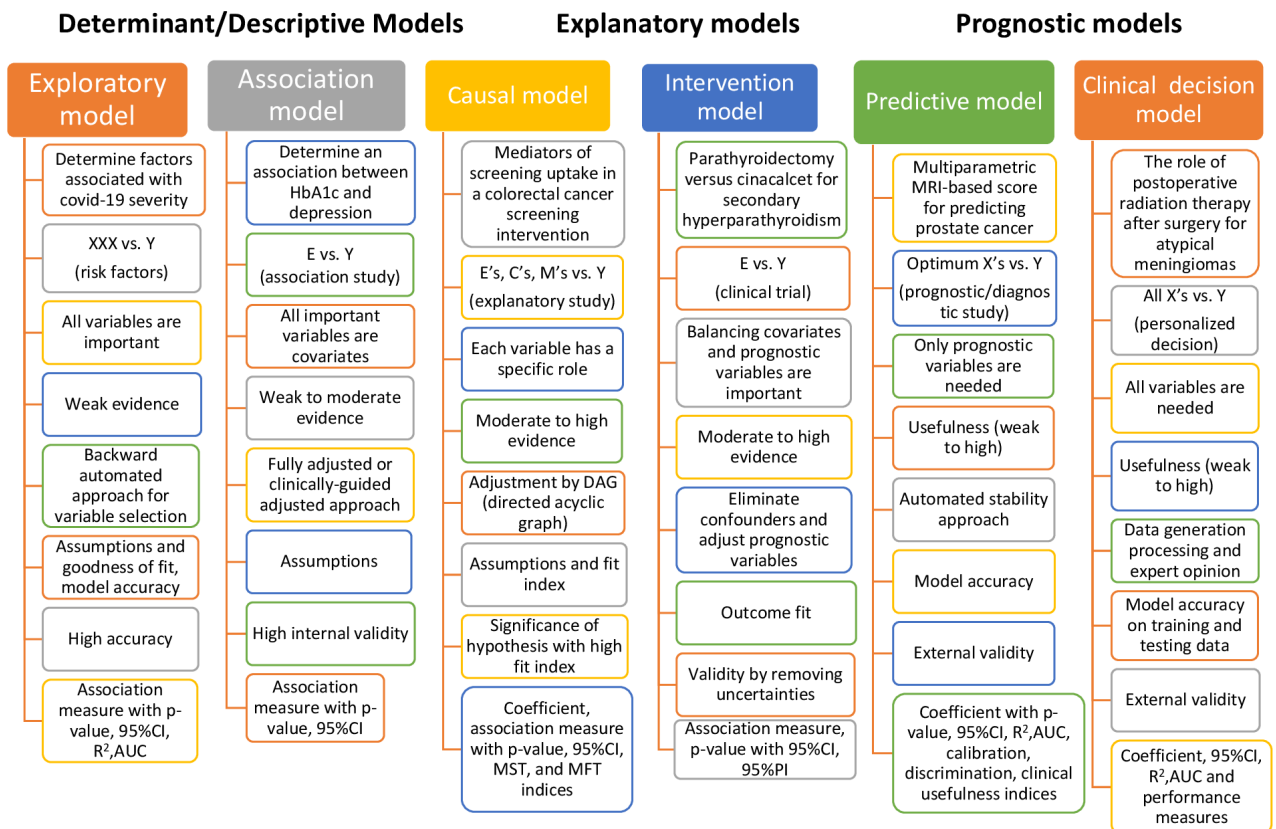 Determinant/Descriptive Models
Explanatory models
Prognostic models
Exploratory
model
Determine factors
associated with
covid-19 severity
XXX vs. Y
(risk factors)
All variables are
important
Weak evidence
Backward
automated
approach for
variable selection
Assumptions and
goodness of fit,
model accuracy
High accuracy
Association
measure with p-
value, 95%CI,
R²,AUC
Association
model
Determine an
association between
HbA1c and
depression
E vs. Y
(association study)
All important
variables are
covariates
Weak to moderate
evidence
Fully adjusted or
clinically-guided
adjusted approach
Assumptions
High internal validity
Association
measure with p-
value, 95%CI
Causal model
Mediators of
screening uptake in
a colorectal cancer
screening
intervention
E’s, C’s, M’s vs. Y
(explanatory study)
Each variable has a
specific role
Moderate to high
evidence
Adjustment by DAG
(directed acyclic
graph)
Assumptions and fit
index
Significance of
hypothesis with high
fit index
Coefficient,
association measure
with p-value, 95%CI,
MST, and MFT
indices
Intervention
model
Parathyroidectomy
versus cinacalcet for
secondary
hyperparathyroidism
E vs. Y
(clinical trial)
Balancing covariates
and prognostic
variables are
important
Moderate to high
evidence
Eliminate
confounders and
adjust prognostic
variables
Outcome fit
Validity by removing
uncertainties
Association measure,
p-value with 95%CI,
95%PI
Predictive model
Multiparametric
MRI-based score
for predicting
prostate cancer
Optimum X’s vs. Y
(prognostic/diagnos
tic study)
Only prognostic
variables are
needed
Usefulness (weak
to high)
Automated stability
approach
Model accuracy
External validity
Coefficient with p-
value, 95%CI, R²,AUC,
calibration,
discrimination, clinical
usefulness indices
Clinical decision
model
The role of
postoperative
radiation therapy
after surgery for
atypical
meningiomas
All X’s vs. Y
(personalized
decision)
All variables are
needed
Usefulness (weak
to high)
Data generation
processing and
expert opinion
Model accuracy
on training and
testing data
External validity
Coefficient, 95%CI,
R²,AUC and
performance
measures